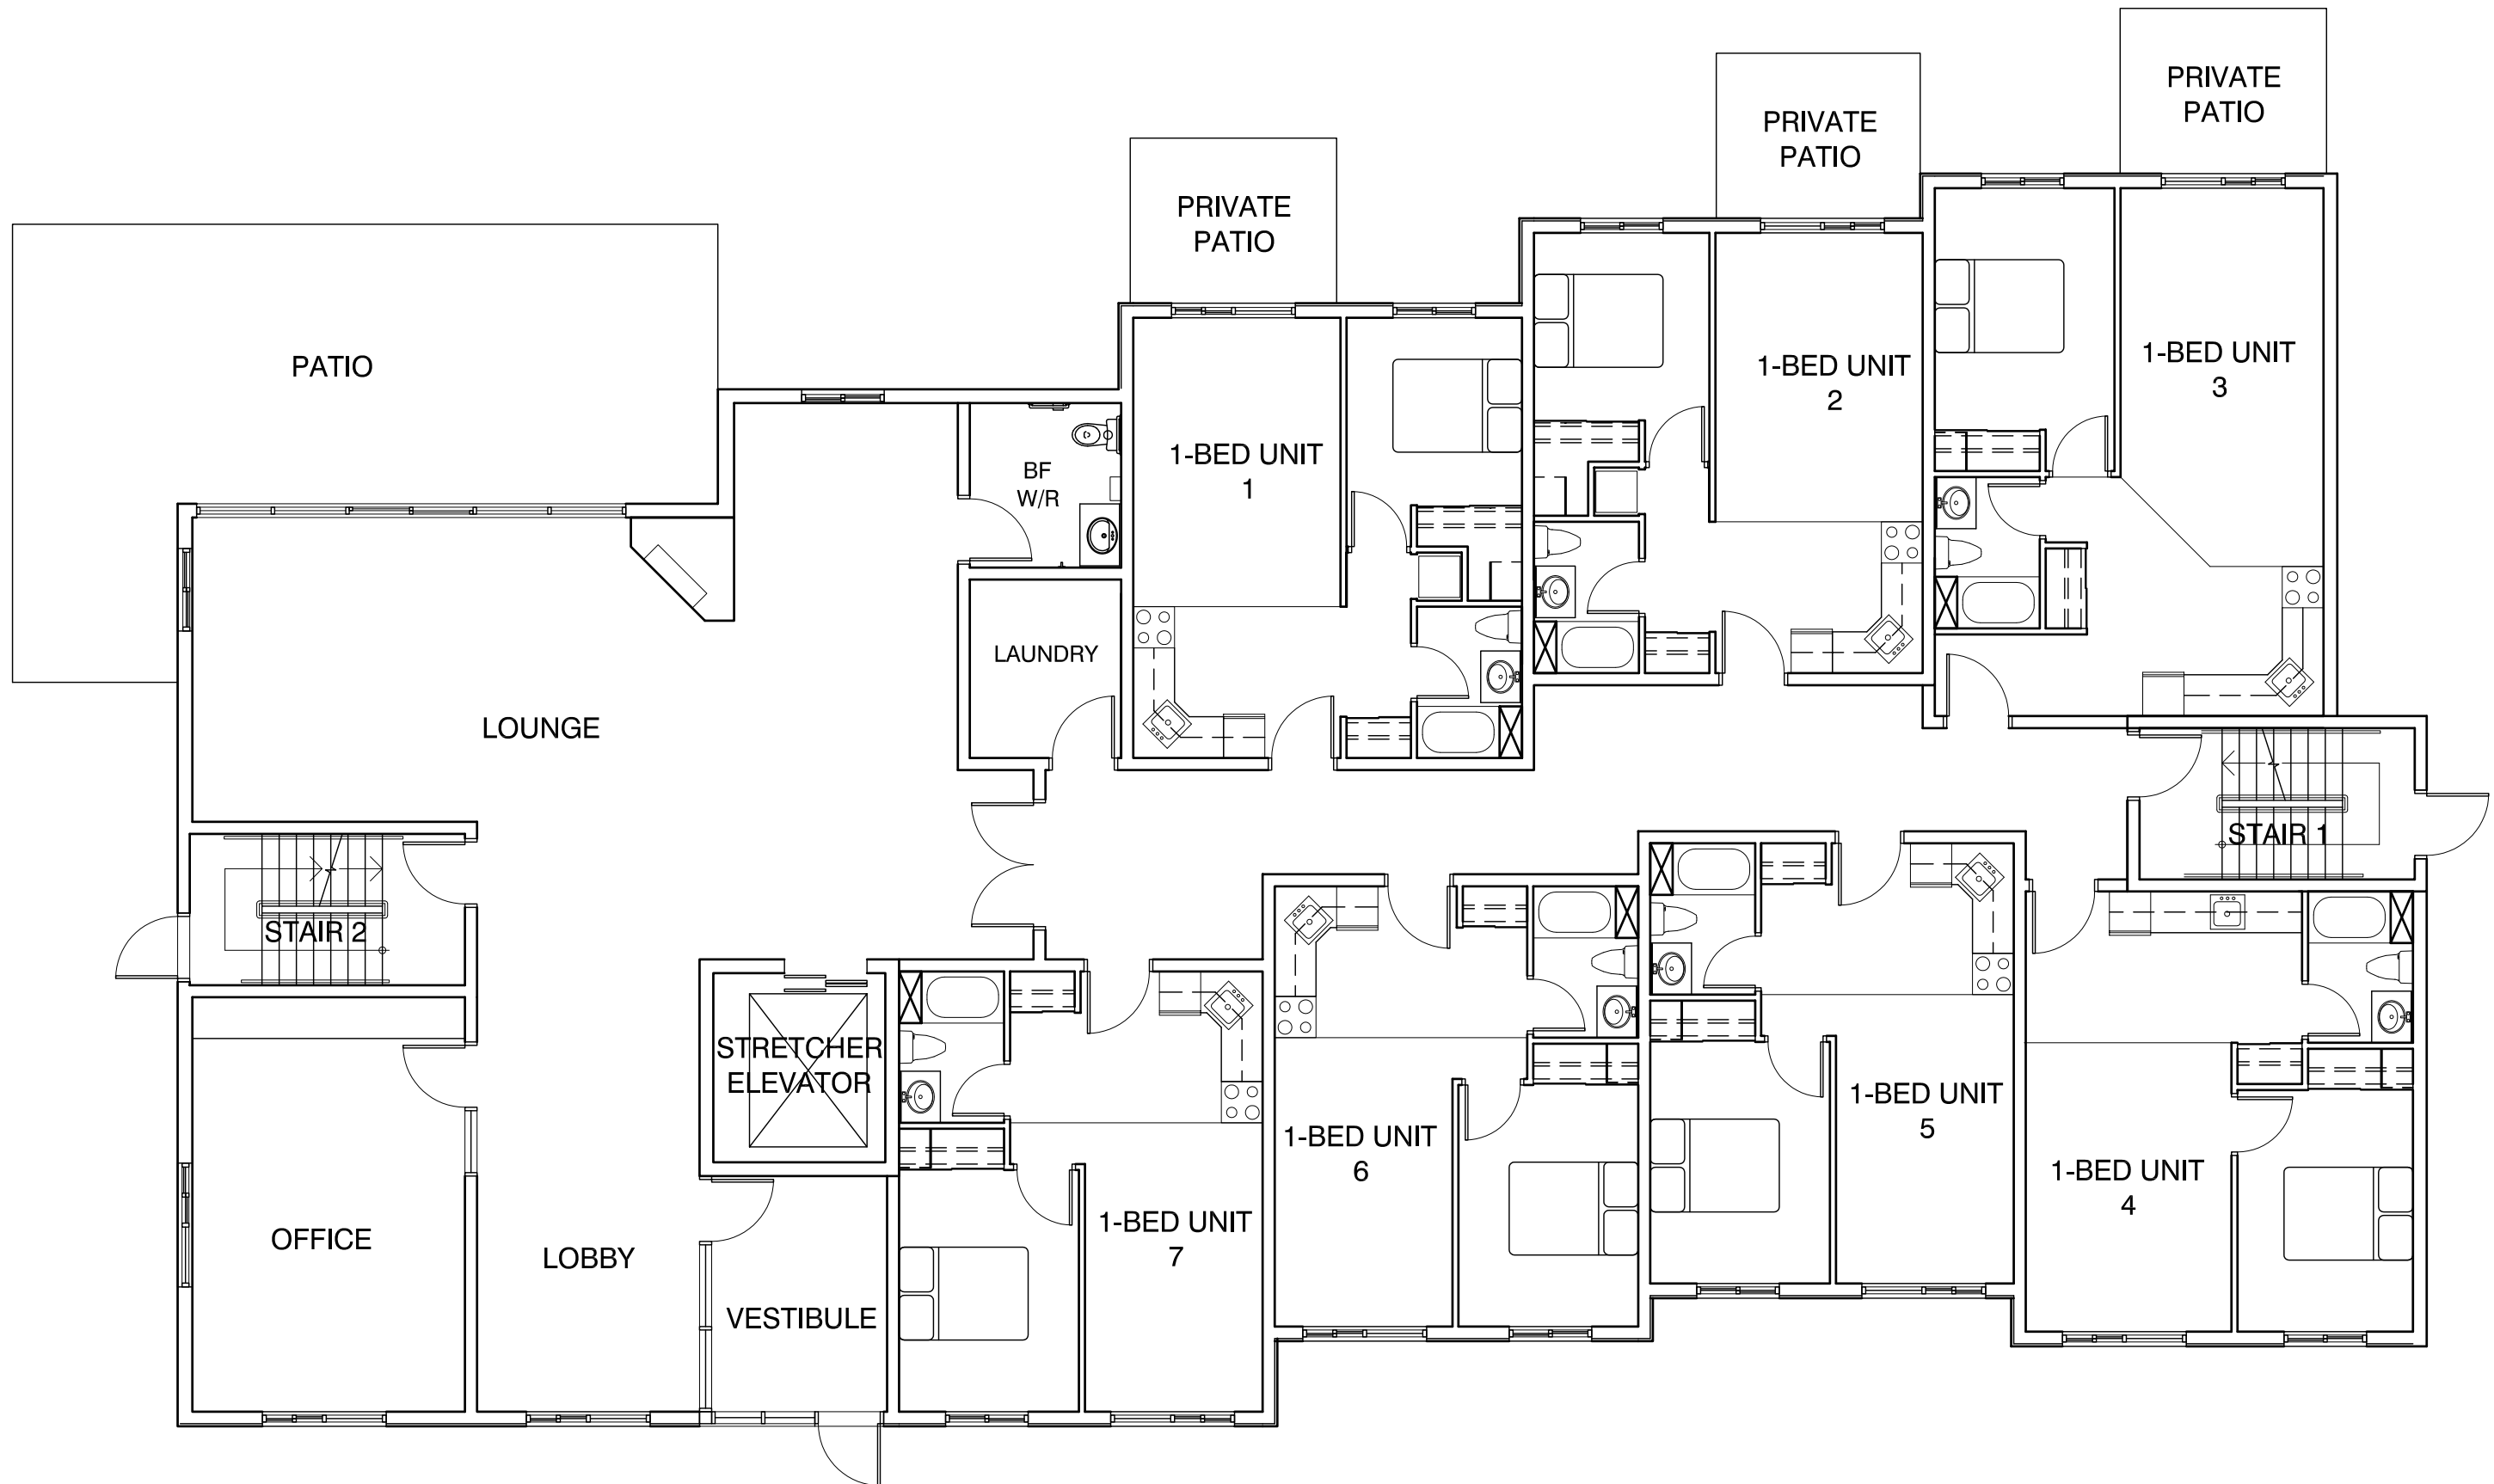 PRIVATE
PATIO
PRIVATE
PATIO
PRIVATE
PATIO
PATIO
1-BED UNIT
1
1-BED UNIT
2
1-BED UNIT
3
BF
W/R
LAUNDRY
LOUNGE
STAIR 1
STAIR 2
STRETCHER
ELEVATOR
OFFICE
LOBBY
VESTIBULE
1-BED UNIT
7
1-BED UNIT
6
1-BED UNIT
5
1-BED UNIT
4